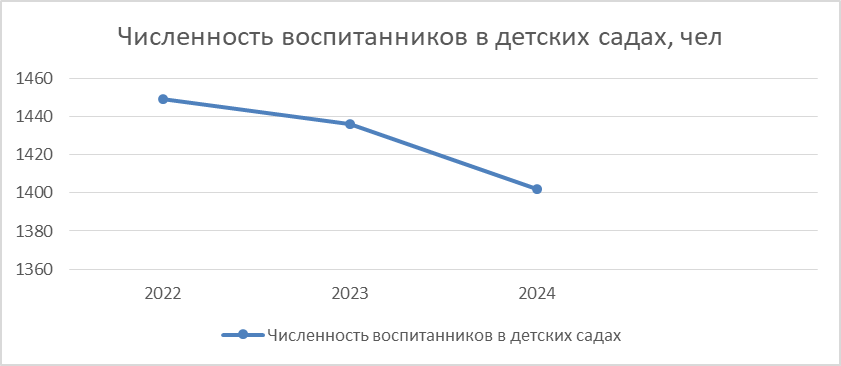 Численность воспитанников в детских садах, чел
1460
1440
1420
1400
1380
1360
2022 2023 2024
Численность воспитанников в детских садах